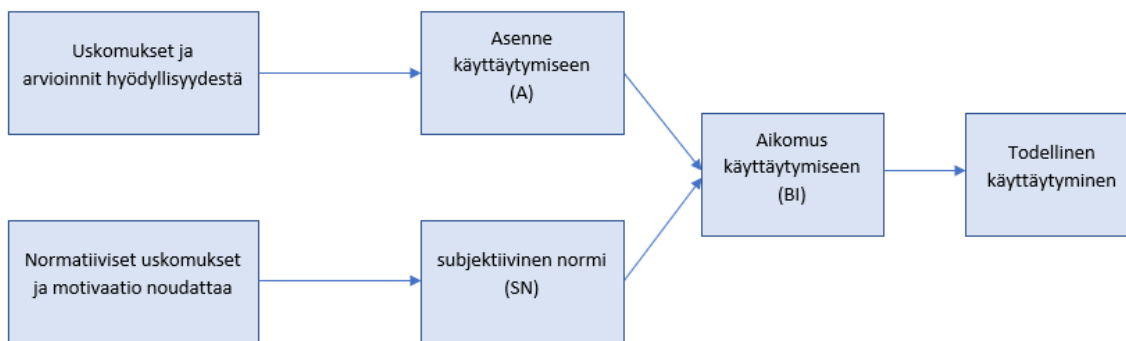 Uskomukset ja
arvioinnit hyödyllisyydestä
Asenne
käyttäytymiseen
(A)
Aikomus
käyttäytymiseen
(BI)
Todellinen
käyttäytyminen
Normatiiviset uskomukset
ja motivaatio noudattaa
subjektiivinen normi
(SN)